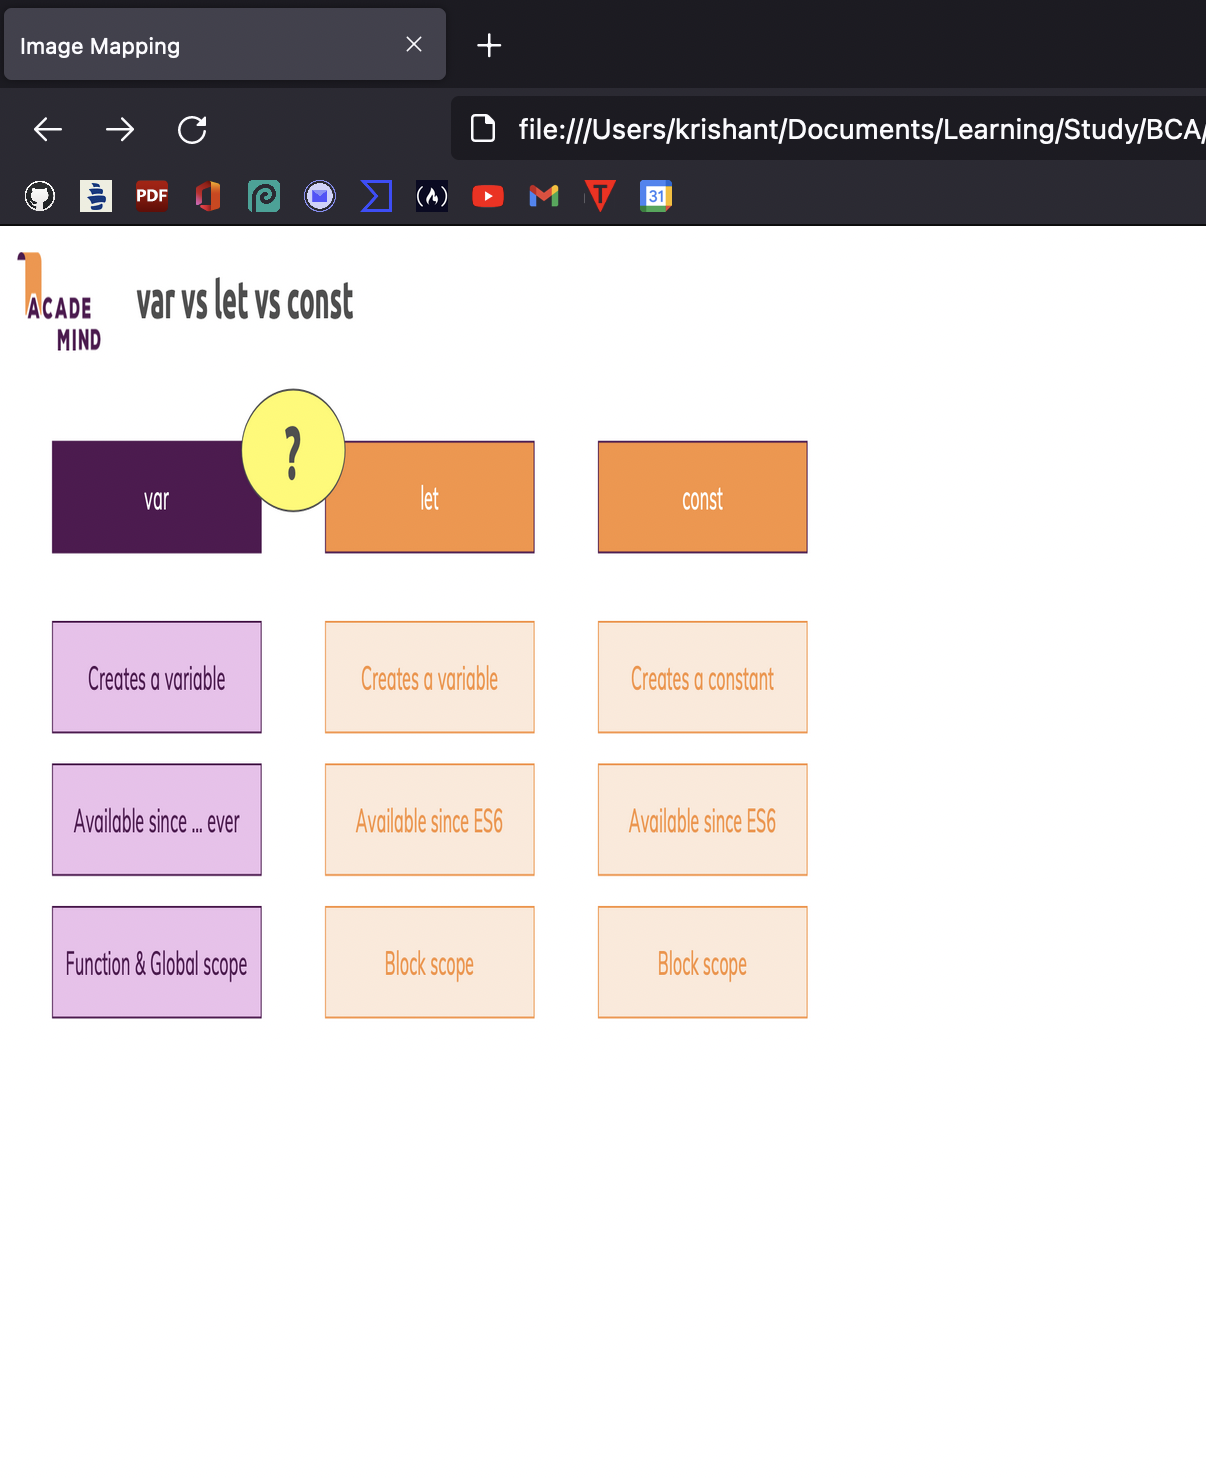 Image Mapping
file:///Users/krishant/Documents/Learning/Study/BCA/
PDF
31
ACADE
MIND
var vs let vs const
?
var
let
const
Creates a variable
Creates a variable
Creates a constant
Available since ... ever
Available since ES6
Available since ES6
Function & Global scope
Block scope
Block scope